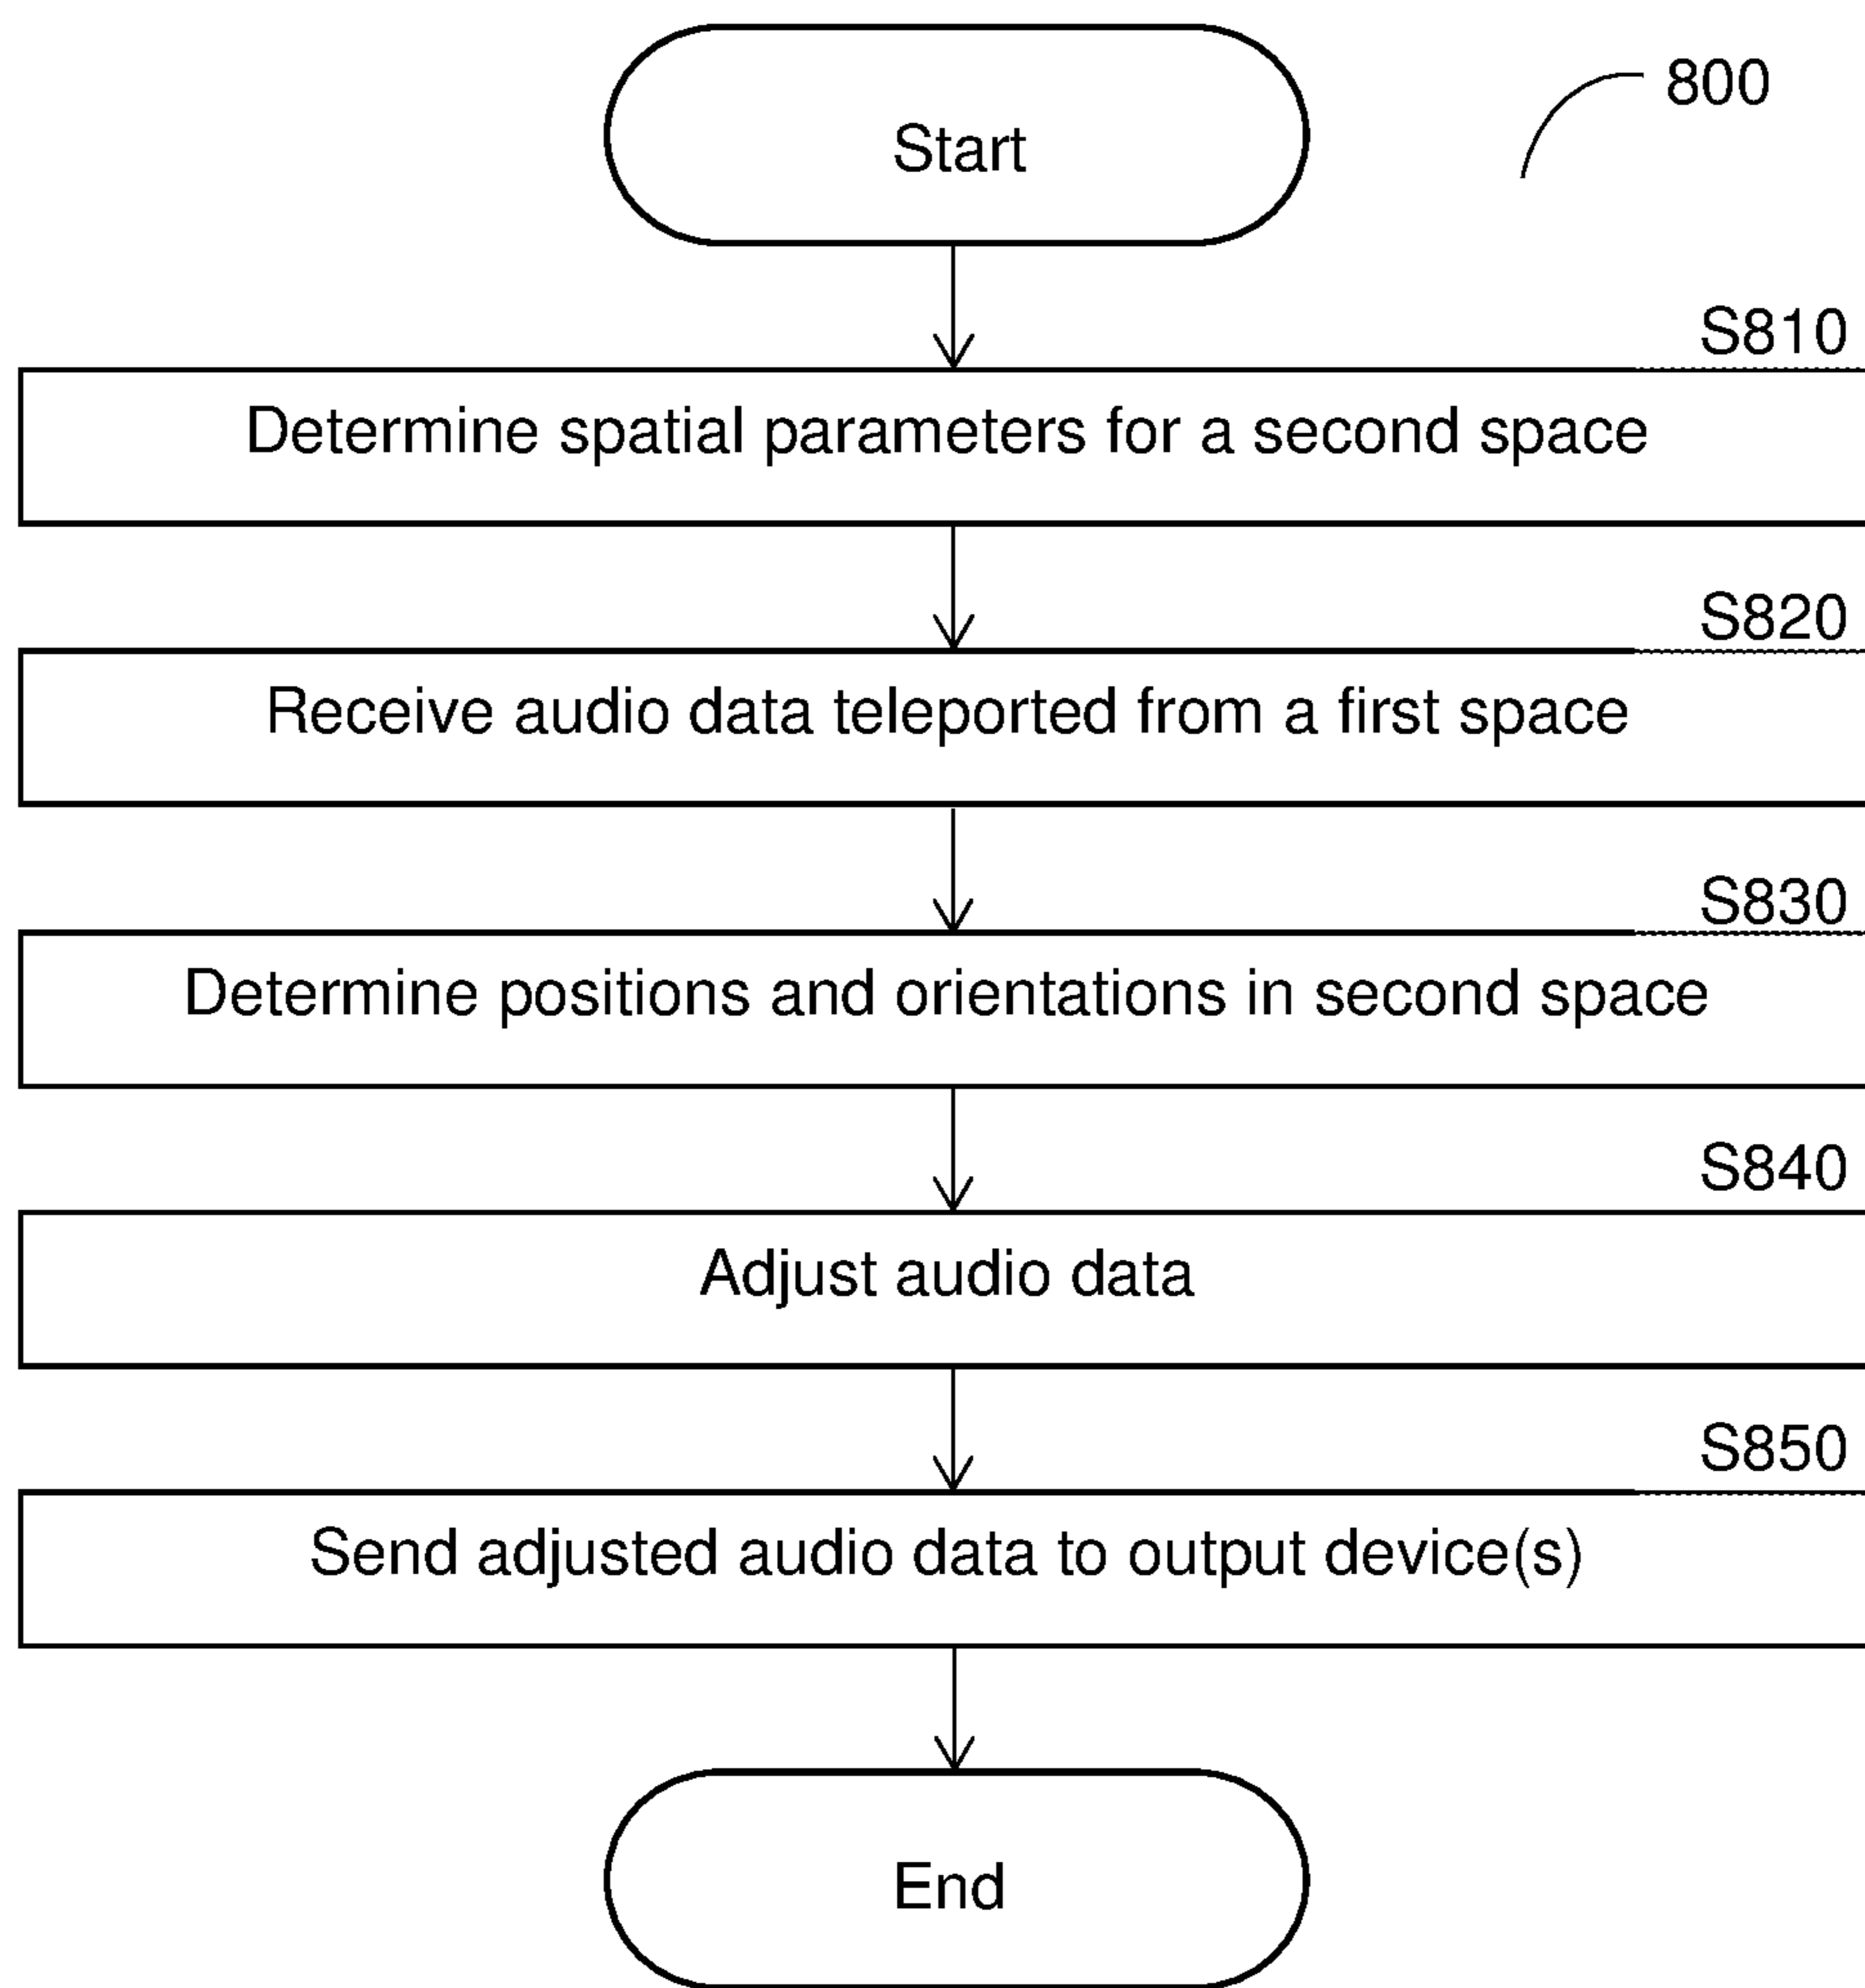 Start
800
S810
Determine spatial parameters for a second space
S820
Receive audio data teleported from a first space
S830
Determine positions and orientations in second space
S840
Adjust audio data
S850
Send adjusted audio data to output device(s)
End